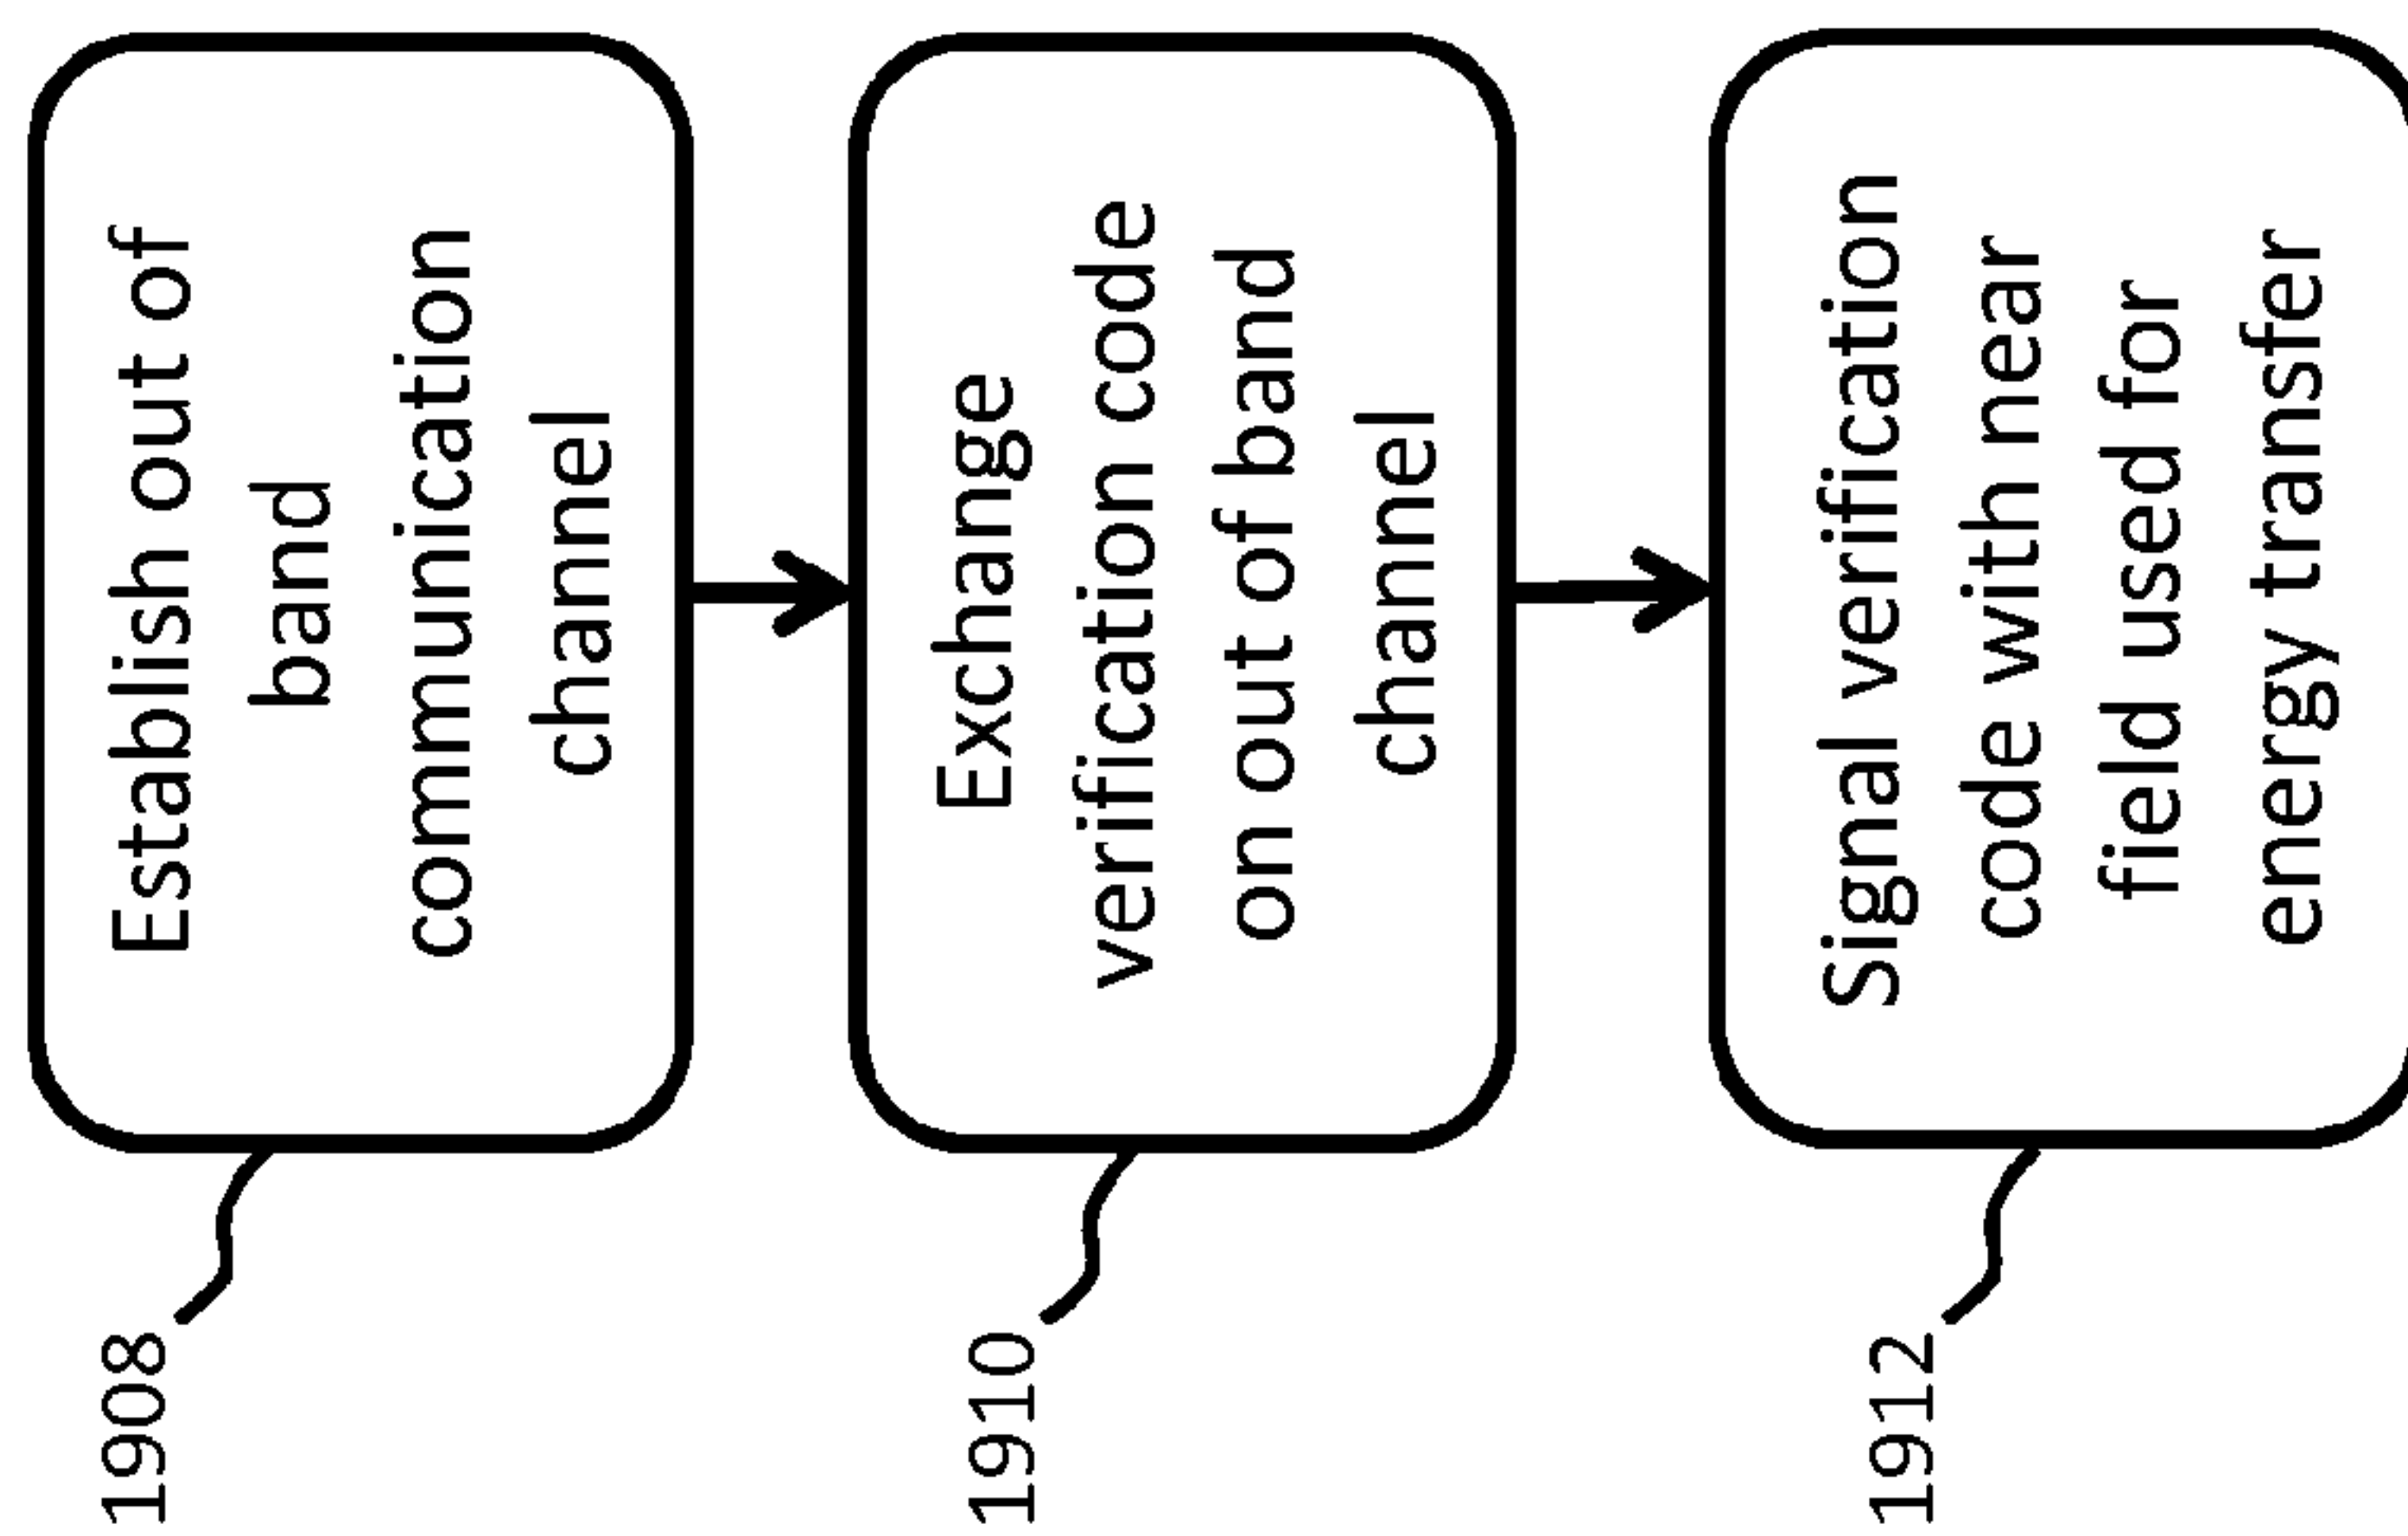 1908
Establish out of
band
communication
channel
1910
Exchange
verification code
on out of band
channel
1912
Signal verification
code with near
field used for
energy transfer